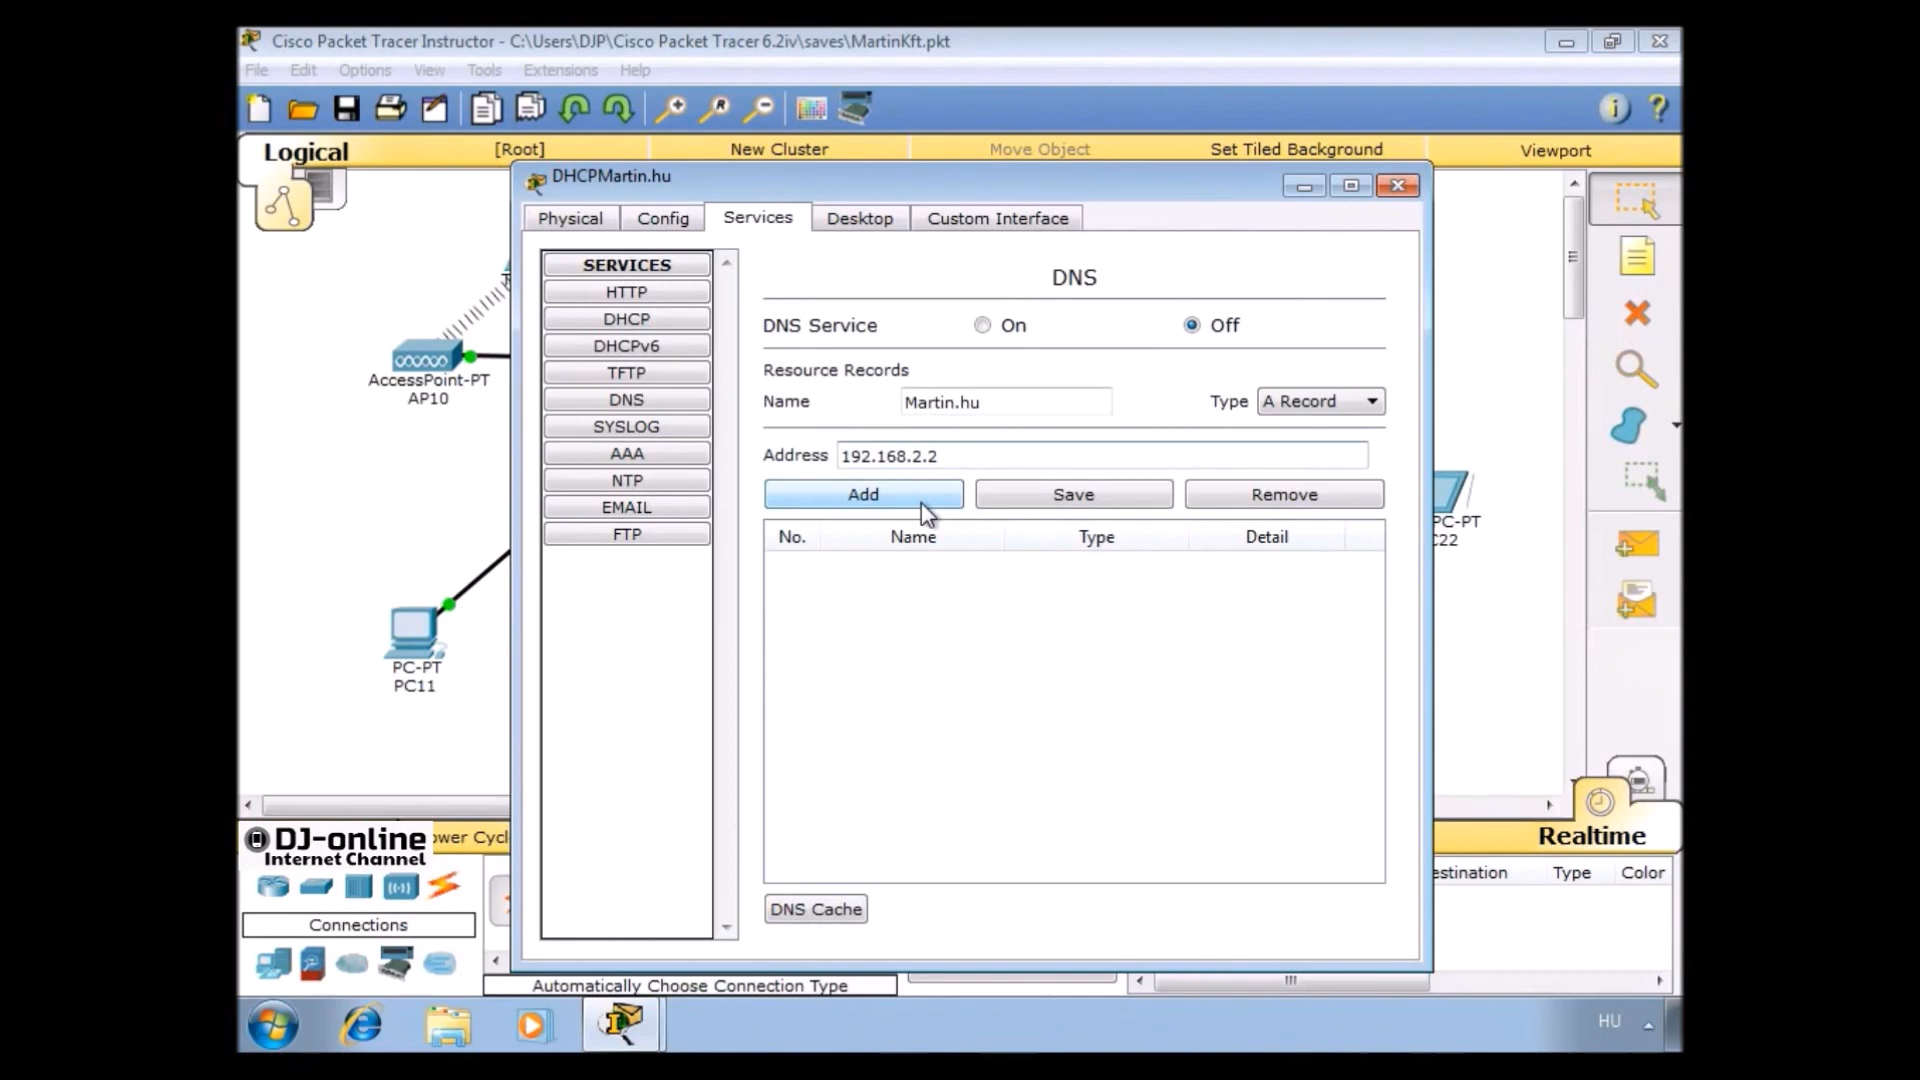 Cisco Packet Tracer Instructor - C:\Users\DJP\Cisco Packet Tracer 6.2iv\saves\MartinKft.pkt
File Edit Options View Tools Extensions Help
Logical [Root] New Cluster Move Object Set Tiled Background Viewport
DHCPMartin.hu
Physical Config Services Desktop Custom Interface
SERVICES
HTTP
DHCP
DHCPv6
TFTP
DNS
SYSLOG
AAA
NTP
EMAIL
FTP
DNS
DNS Service On Off
Resource Records
Name Martin.hu Type A Record
Address 192.168.2.2
Add Save Remove
No. Name Type Detail
DNS Cache
AccessPoint-PT
AP10
PC-PT
PC11
PC-PT
C22
DJ-online
Internet Channel
ower Cycl
Realtime
estination Type Color
Connections
Automatically Choose Connection Type
HU